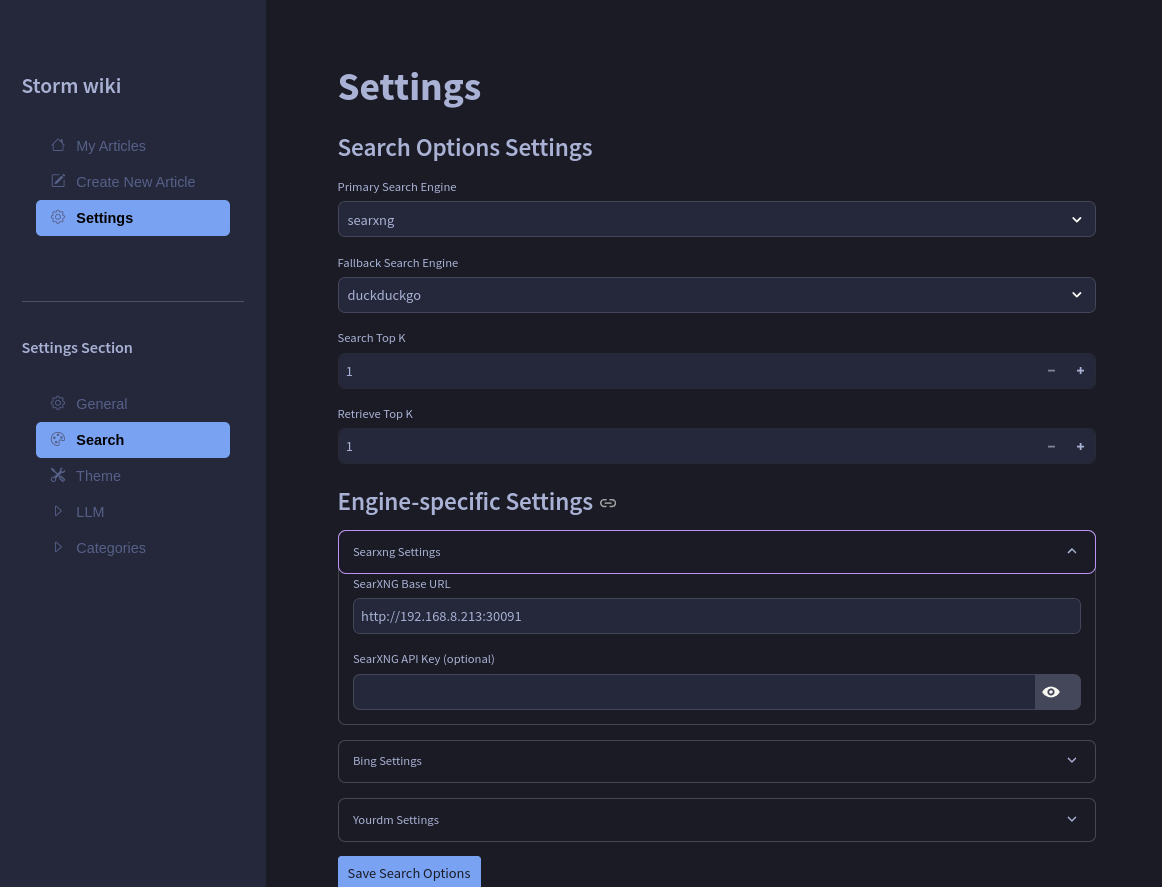 Storm wiki
My Articles
Create New Article
Settings
Settings Section
General
Search
Theme
LLM
Categories
Settings
Search Options Settings
Primary Search Engine
searxng
Fallback Search Engine
duckduckgo
Search Top K
1
Retrieve Top K
1
Engine-specific Settings
Searxng Settings
SearXNG Base URL
http://192.168.8.213:30091
SearXNG API Key (optional)
Bing Settings
Yourdm Settings
Save Search Options